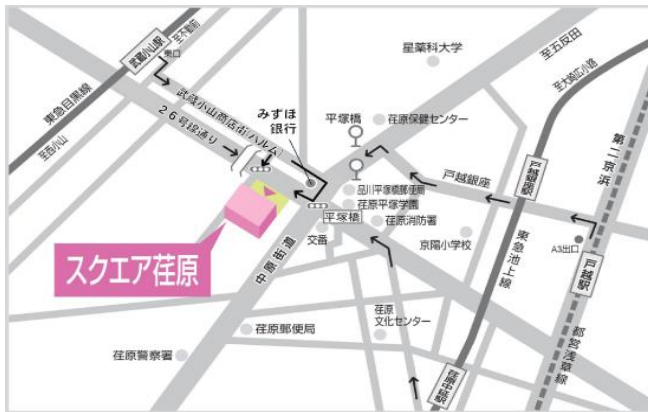 武蔵小山駅
東口
至不動前
東急目黒線
至西小山
武蔵小山商店街パルム
26号線通り
みずほ
銀行
星薬科大学
至五反田
平塚橋
荏原保健センター
至大崎広小路
第二京浜
戸越銀座
戸越銀座駅
品川平塚橋郵便局
荏原平塚学園
荏原消防署
平塚橋
交番
京陽小学校
東急池上線
A3出口
戸越駅
スクエア荏原
中原街道
荏原
文化センター
荏原郵便局
荏原警察署
荏原中延駅
都営浅草線